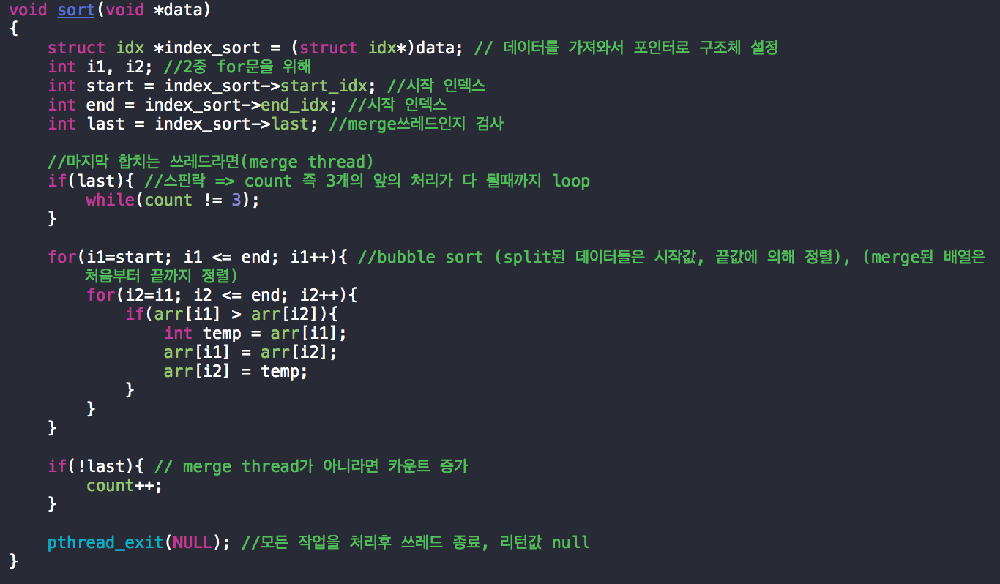 void sort(void *data)
{
    struct idx *index_sort = (struct idx*)data; // 데이터를 가져와서 포인터로 구조체 설정
    int i1, i2; //2중 for문을 위해
    int start = index_sort->start_idx; //시작 인덱스
    int end = index_sort->end_idx; //시작 인덱스
    int last = index_sort->last; //merge쓰레드인지 검사

    //마지막 합치는 쓰레드라면(merge thread)
    if(last){ //스핀락 => count 즉 3개의 앞의 처리가 다 될때까지 loop
        while(count != 3);
    }

    for(i1=start; i1 <= end; i1++){ //bubble sort (split된 데이터들은 시작값, 끝값에 의해 정렬), (merge된 배열은
        처음부터 끝까지 정렬)
        for(i2=i1; i2 <= end; i2++){
            if(arr[i1] > arr[i2]){
                int temp = arr[i1];
                arr[i1] = arr[i2];
                arr[i2] = temp;
            }
        }
    }

    if(!last){ // merge thread가 아니라면 카운트 증가
        count++;
    }

    pthread_exit(NULL); //모든 작업을 처리후 쓰레드 종료, 리턴값 null
}